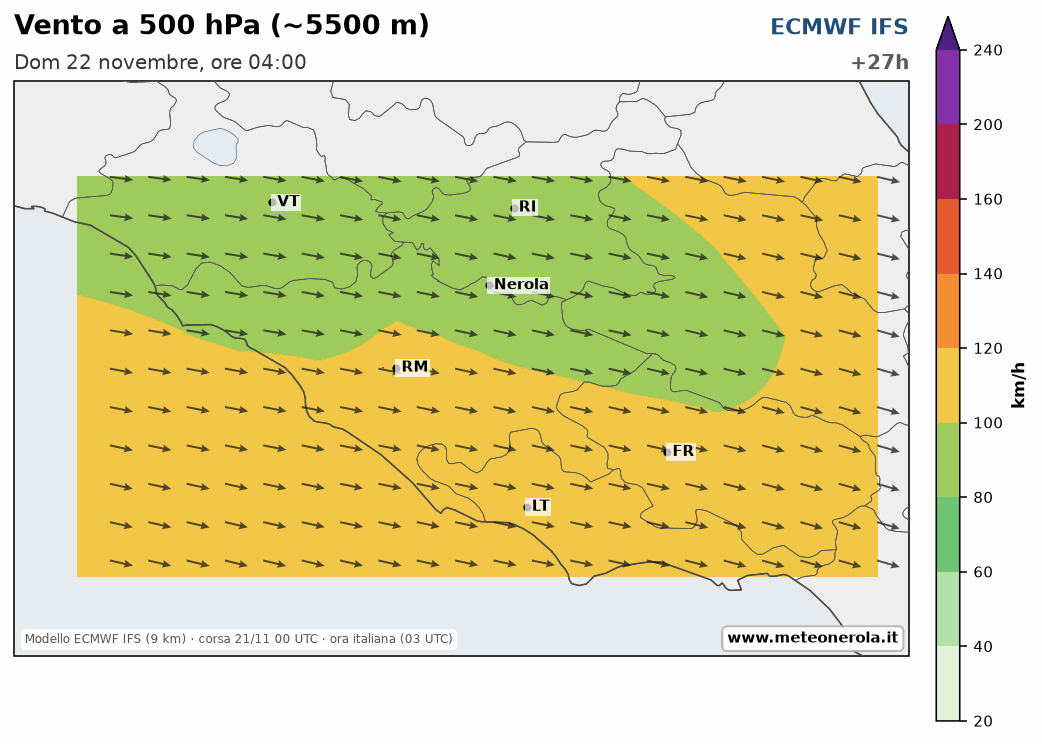 Vento a 500 hPa (~5500 m)
ECMWF IFS
Dom 22 novembre, ore 04:00
+27h
VT
RI
Nerola
RM
FR
LT
240
200
160
140
120
100
80
60
40
20
km/h
Modello ECMWF IFS (9 km) · corsa 21/11 00 UTC · ora italiana (03 UTC)
www.meteonerola.it